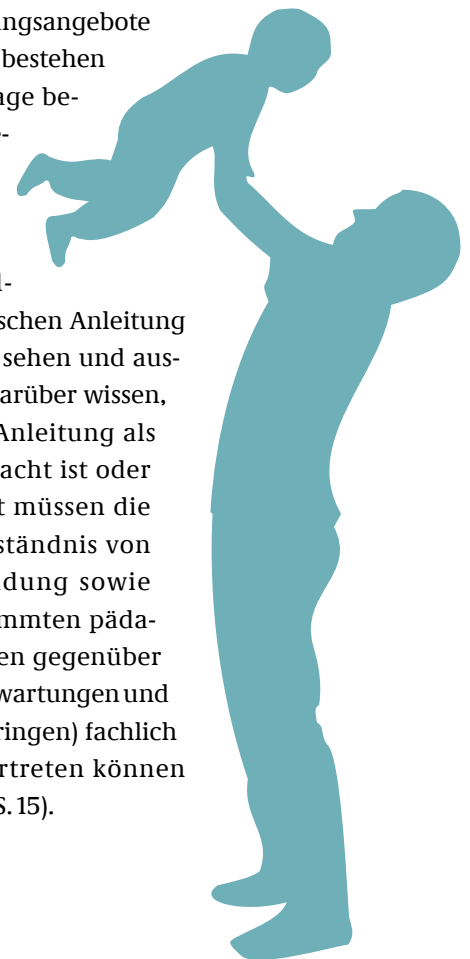 ngsangebote
bestehen
age be-
e-
l-
schen Anleitung
sehen und aus-
arüber wissen,
Anleitung als
acht ist oder
t müssen die
ständnis von
dung sowie
mmten päda-
en gegenüber
wartungen und
ringen) fachlich
rtreten können
S. 15).